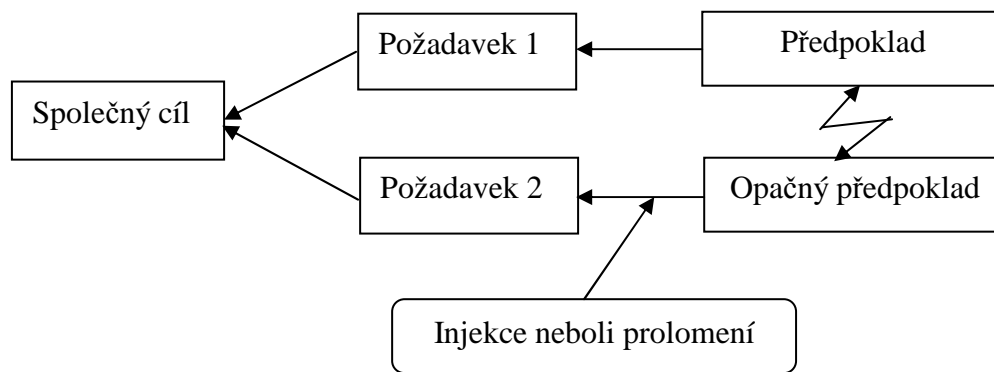 Požadavek 1
Předpoklad
Společný cíl
Požadavek 2
Opačný předpoklad
Injekce neboli prolomení